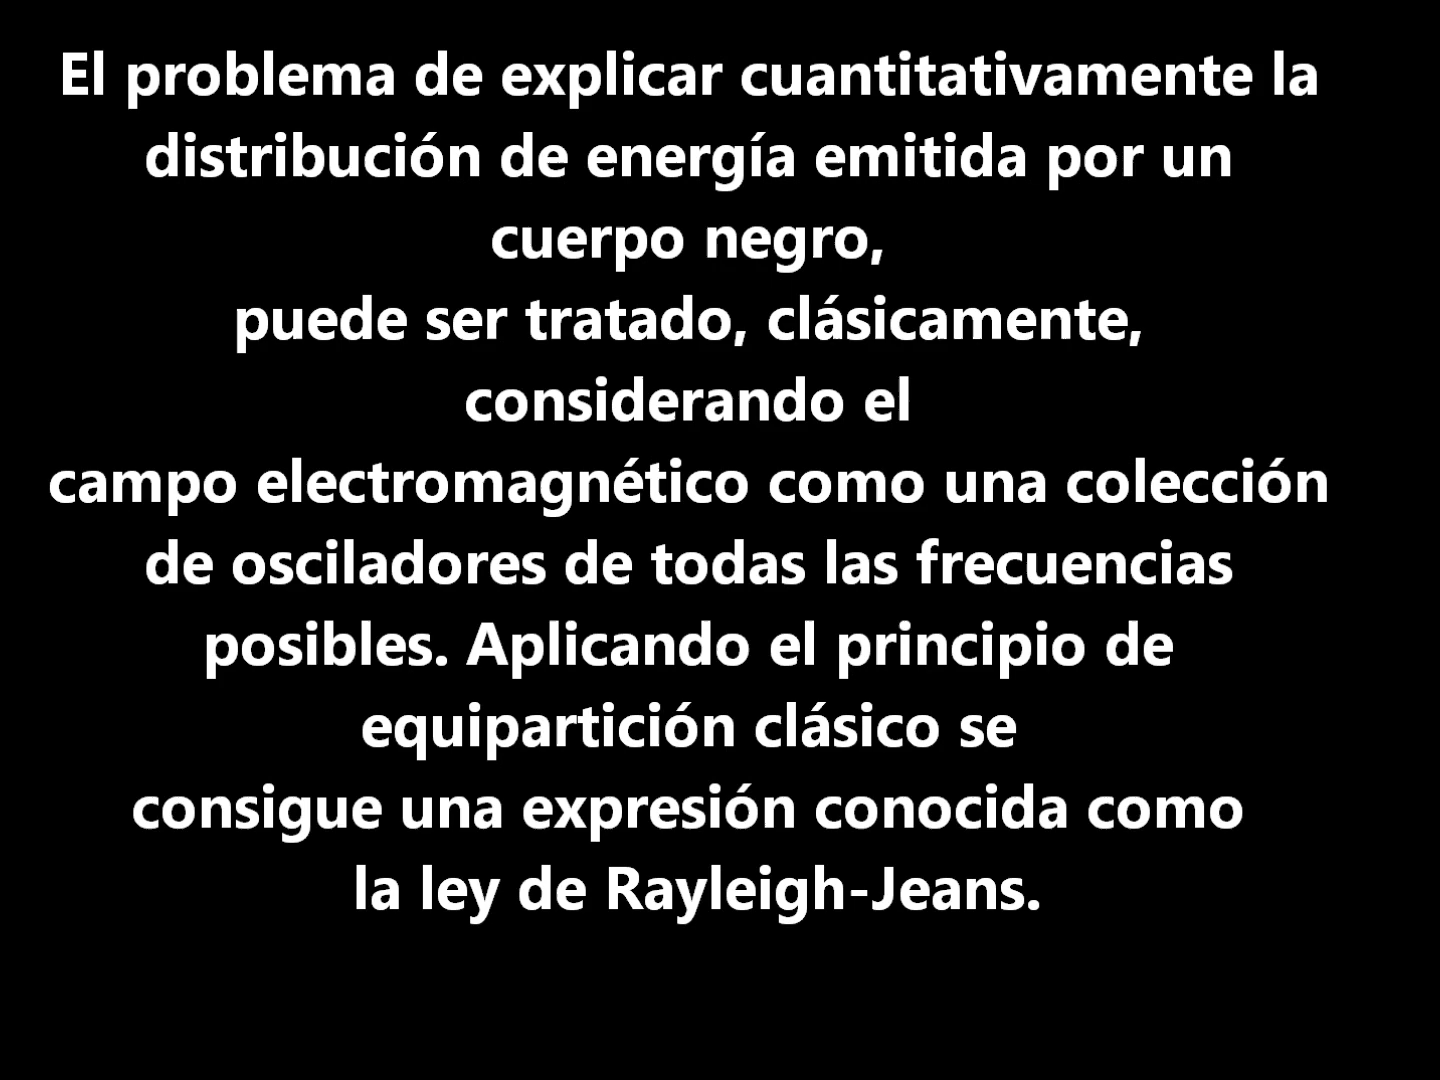 El problema de explicar cuantitativamente la
distribución de energía emitida por un
cuerpo negro,
puede ser tratado, clásicamente,
considerando el
campo electromagnético como una colección
de osciladores de todas las frecuencias
posibles. Aplicando el principio de
equipartición clásico se
consigue una expresión conocida como
la ley de Rayleigh-Jeans.